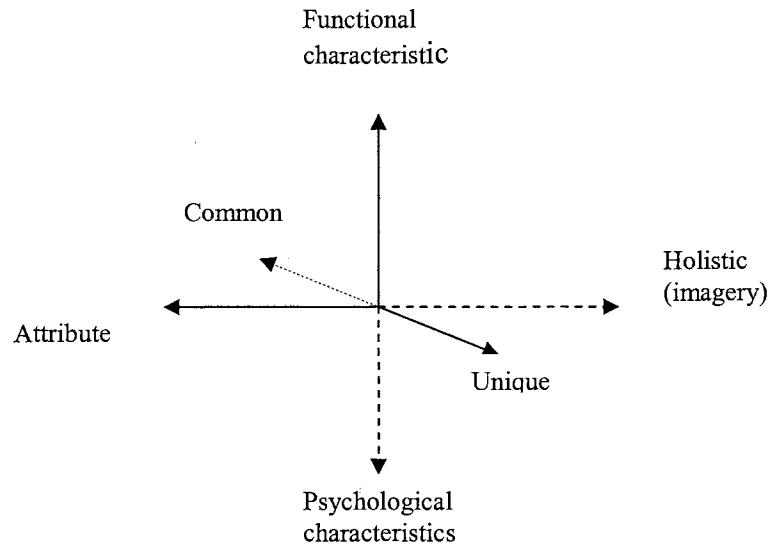 Functional
characteristic
Common
Holistic
(imagery)
Attribute
Unique
Psychological
characteristics